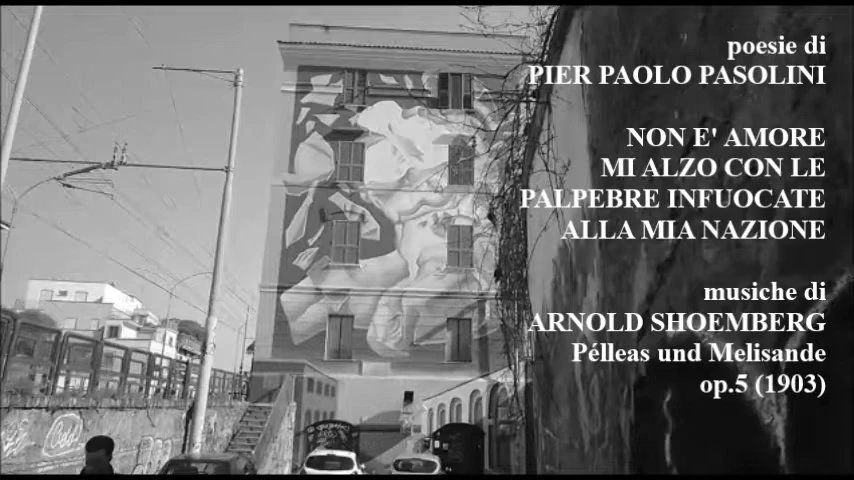 poesie di
PIER PAOLO PASOLINI
NON E' AMORE
MI ALZO CON LE
PALPEBRE INFUOCATE
ALLA MIA NAZIONE
musiche di
ARNOLD SHOEMBERG
Pélleas und Melisande
op.5 (1903)